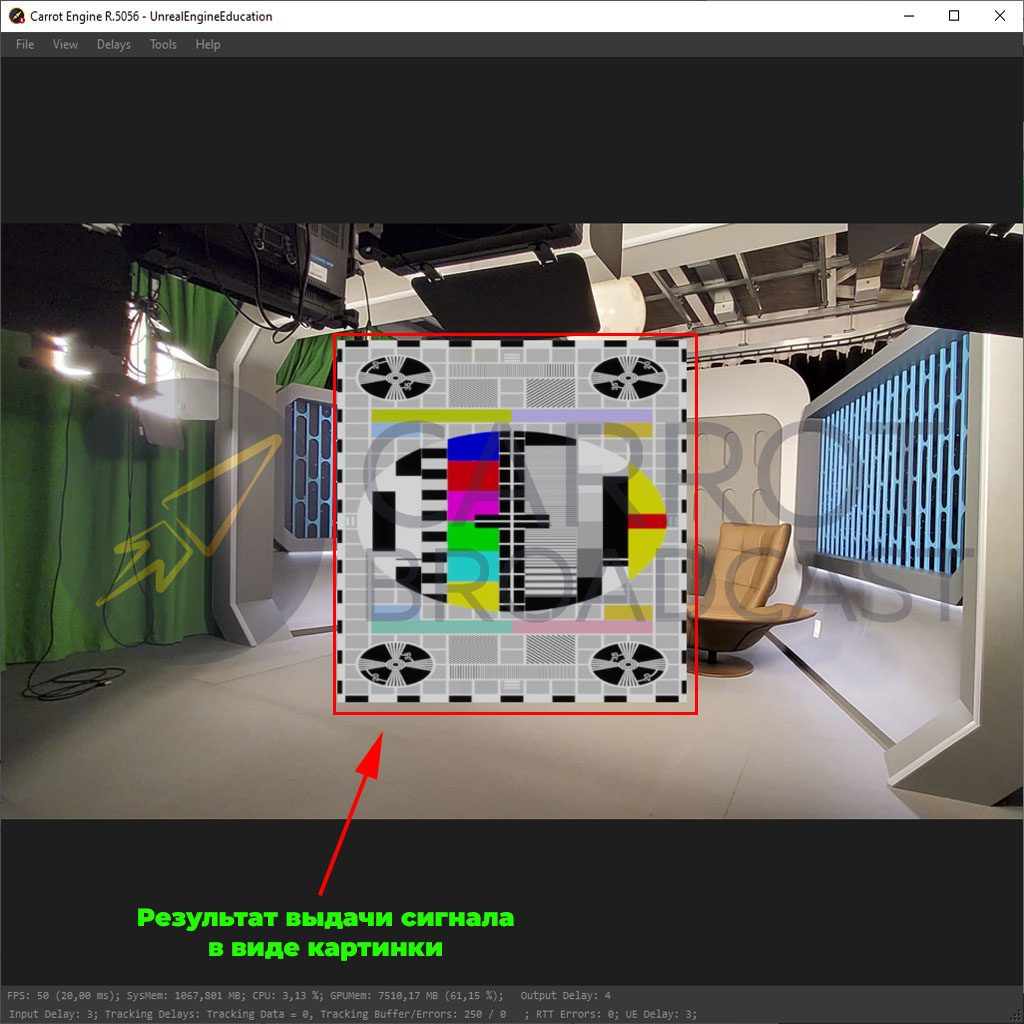 Carrot Engine R.5056 - UnrealEngineEducation
File View Delays Tools Help
CARROT
BROADCAST
Результат выдачи сигнала
в виде картинки
FPS: 50 (20,00 ms); SysMem: 1067,801 MB; CPU: 3,13 %; GPUMem: 7510,17 MB (61,15 %); Output Delay: 4
Input Delay: 3; Tracking Delays: Tracking Data = 0, Tracking Buffer/Errors: 250 / 0 ; RTT Errors: 0; UE Delay: 3;